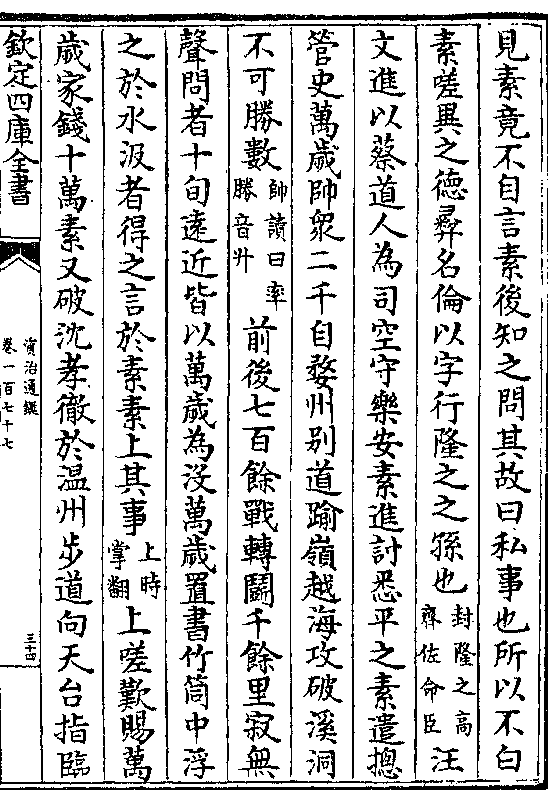 見素竟不自言素後知之問其故曰私事也所以不白
素嗟異之德彛名倫以字行隆之之孫也封隆之高齊佐命臣汪
文進以蔡道人為司空守樂安素進討悉平之素遣揔
管史萬歲帥衆二千自婺州别道踰嶺越海攻破溪洞
不可勝數帥讀曰率勝音升前後七百餘戰轉鬬千餘里寂無
聲問者十旬逺近皆以萬歲為没萬歲置書竹筒中浮
之於水汲者得之言於素素上其事上時掌翻上嗟歎賜萬
歲家錢十萬素又破沈孝徹於温州步道向天台指臨
欽定四庫全書
資治通鑑
卷一百七十七
三十四